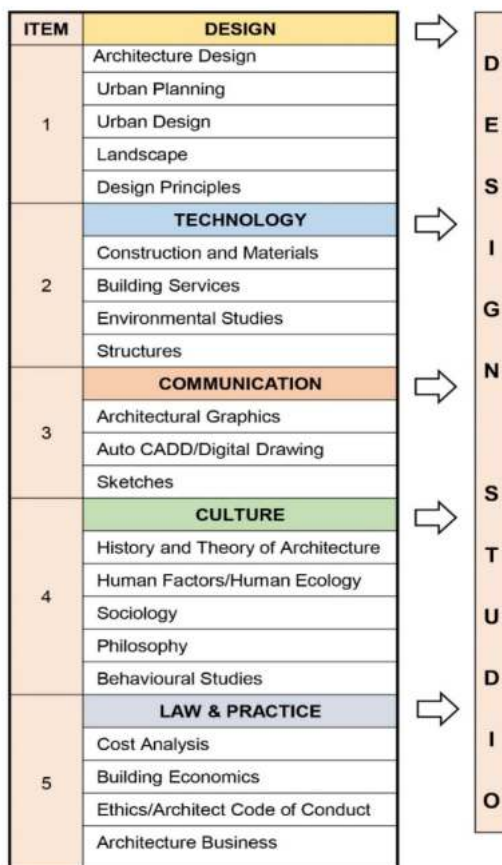 ITEM DESIGN
1
Architecture Design
Urban Planning
Urban Design
Landscape
Design Principles
2
TECHNOLOGY
Construction and Materials
Building Services
Environmental Studies
Structures
3
COMMUNICATION
Architectural Graphics
Auto CADD/Digital Drawing
Sketches
4
CULTURE
History and Theory of Architecture
Human Factors/Human Ecology
Sociology
Philosophy
Behavioural Studies
5
LAW & PRACTICE
Cost Analysis
Building Economics
Ethics/Architect Code of Conduct
Architecture Business
DESIGN STUDIO